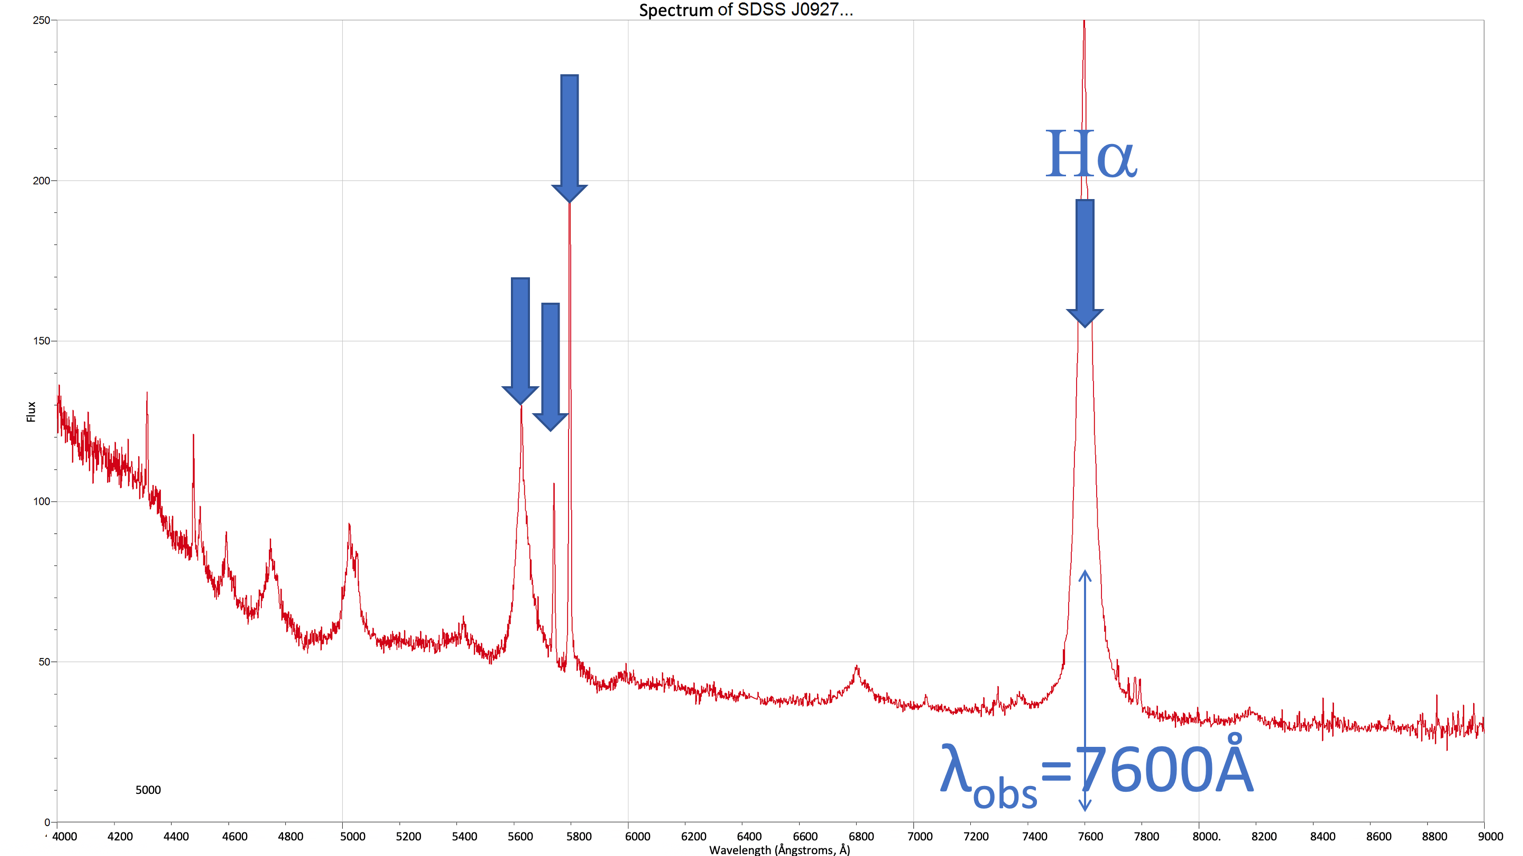 Spectrum of SDSS J0927...
250
200
Hα
150
Flux
100
50
λobs=7600Å
5000
0
4000 4200 4400 4600 4800 5000 5200 5400 5600 5800 6000 6200 6400 6600 6800 7000 7200 7400 7600 7800 8000. 8200 8400 8600 8800 9000
Wavelength (Ångstroms, Å)